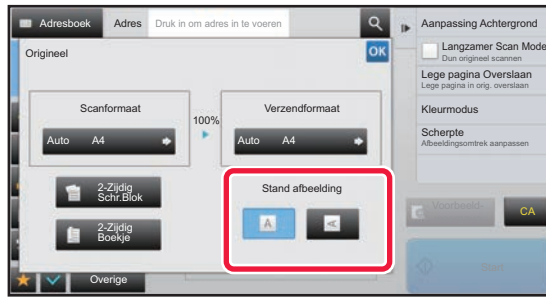 Adresboek
Adres
Druk in om adres in te voeren
Origineel
OK
Scanformaat
Auto A4
100%
Verzendformaat
Auto A4
2-Zijdig
Schr.Blok
2-Zijdig
Boekje
Stand afbeelding
A
A
Overige
Aanpassing Achtergrond
Langzamer Scan Mode
Dun origineel scannen
Lege pagina Overslaan
Lege pagina in orig. overslaan
Kleurmodus
Scherpte
Afbeeldingsomtrek aanpassen
Voorbeeld-
CA
Start